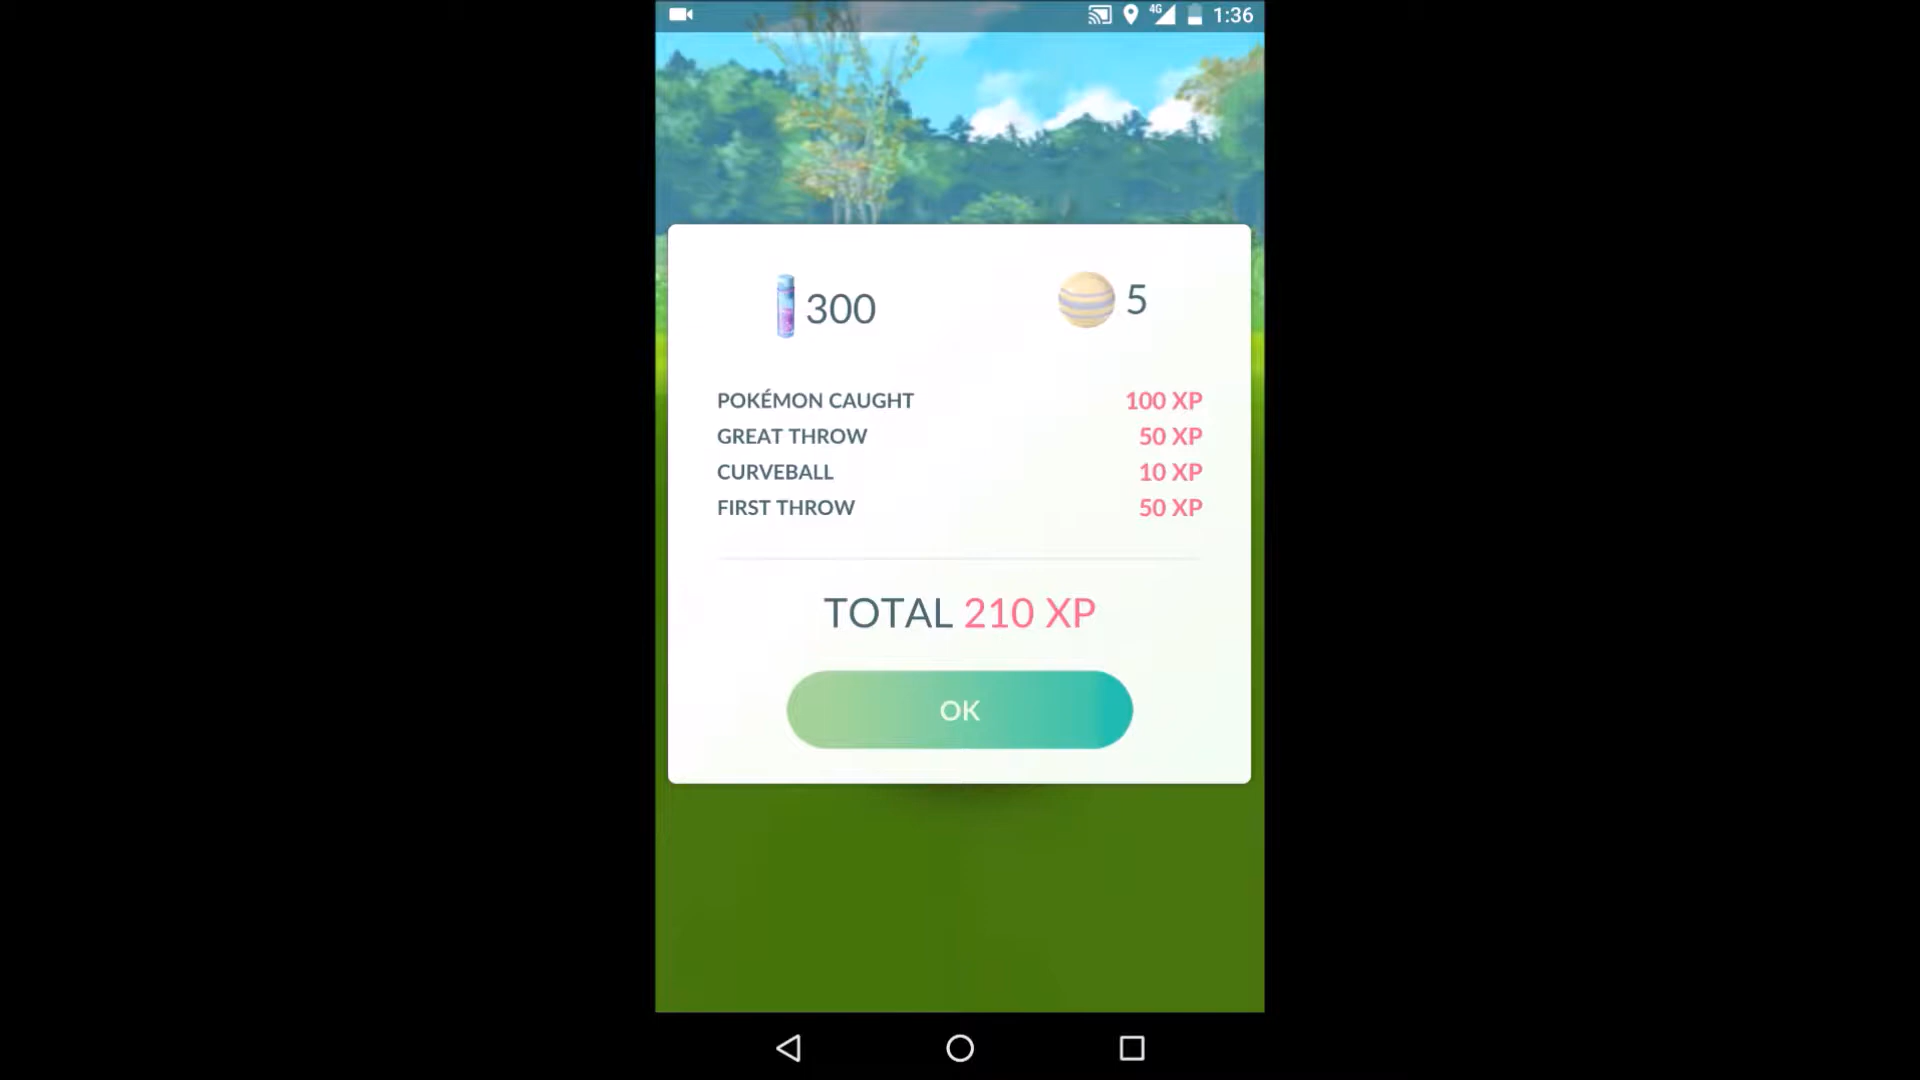 4G 1:36
300 5
POKÉMON CAUGHT 100 XP
GREAT THROW 50 XP
CURVEBALL 10 XP
FIRST THROW 50 XP
TOTAL 210 XP
OK